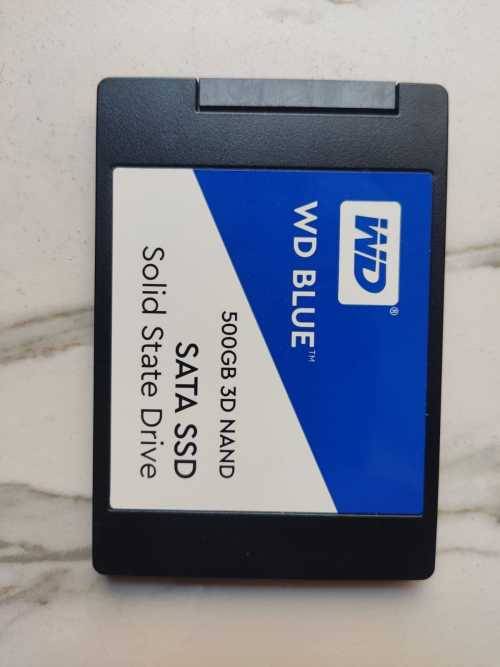 WD®
WD BLUE™
500GB 3D NAND
SATA SSD
Solid State Drive